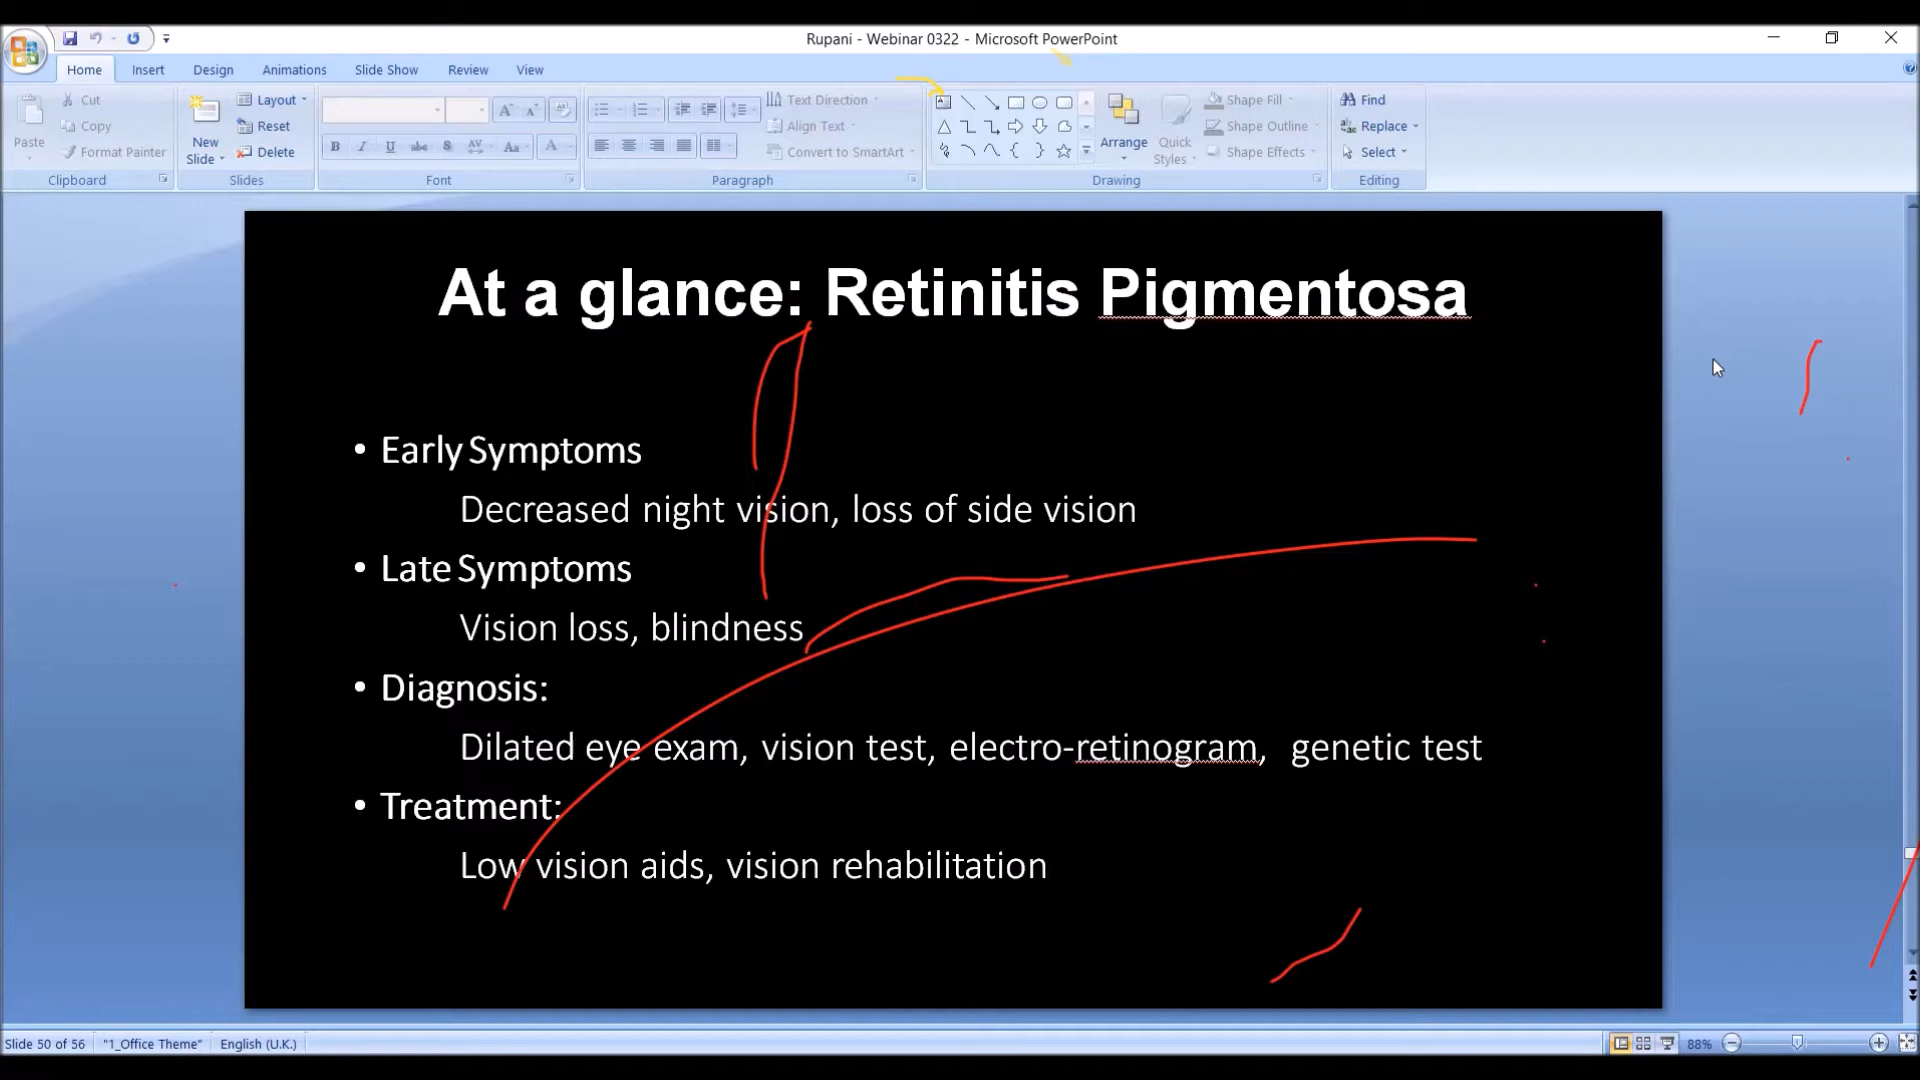 Rupani - Webinar 0322 - Microsoft PowerPoint
Home Insert Design Animations Slide Show Review View
Paste
Cut
Copy
Format Painter
Clipboard
New Slide
Layout
Reset
Delete
Slides
B I U abc S AV Aa A
Font
Text Direction
Align Text
Convert to SmartArt
Paragraph
Arrange
Quick Styles
Shape Fill
Shape Outline
Shape Effects
Drawing
Find
Replace
Select
Editing
At a glance: Retinitis Pigmentosa
• Early Symptoms
Decreased night vision, loss of side vision
• Late Symptoms
Vision loss, blindness
• Diagnosis:
Dilated eye exam, vision test, electro-retinogram, genetic test
• Treatment:
Low vision aids, vision rehabilitation
Slide 50 of 56 "1_Office Theme" English (U.K.) 88%